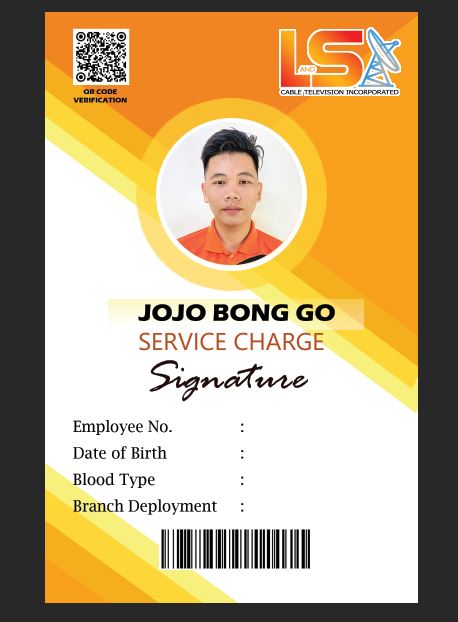 QR CODE
VERIFICATION
L AND S
CABLE TELEVISION INCORPORATED
JOJO BONG GO
SERVICE CHARGE
Signature
Employee No. :
Date of Birth :
Blood Type :
Branch Deployment :